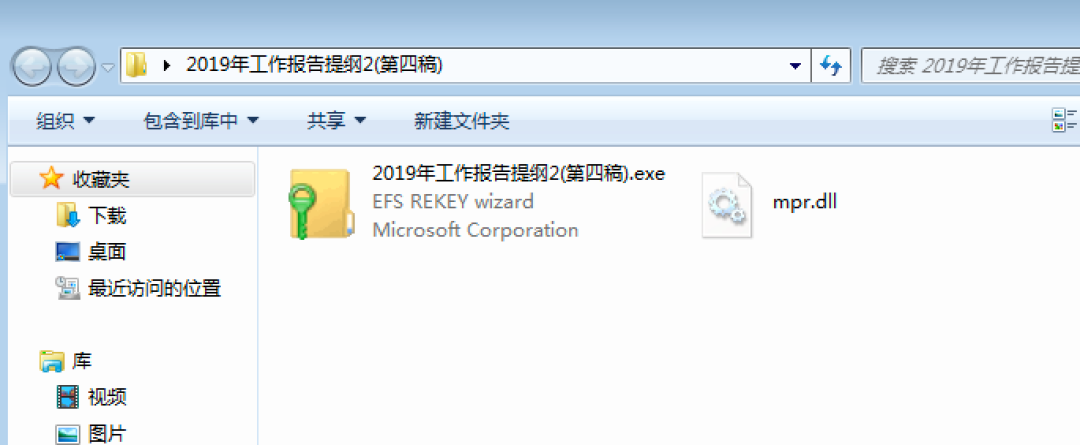 2019年工作报告提纲2(第四稿)
搜索 2019年工作报告提
组织
包含到库中
共享
新建文件夹
收藏夹
下载
桌面
最近访问的位置
库
视频
图片
2019年工作报告提纲2(第四稿).exe
EFS REKEY wizard
Microsoft Corporation
mpr.dll